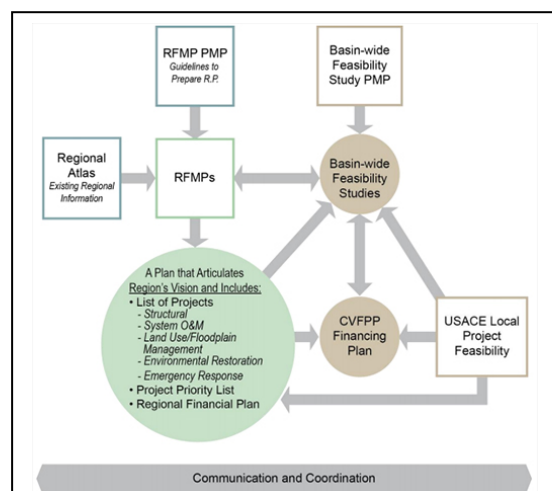 RFMP PMP
Guidelines to
Prepare R.P.
Basin-wide
Feasibility
Study PMP
Regional
Atlas
Existing Regional
Information
RFMPs
Basin-wide
Feasibility
Studies
A Plan that Articulates
Region's Vision and Includes:
• List of Projects
- Structural
- System O&M
- Land Use/Floodplain
Management
- Environmental Restoration
- Emergency Response
• Project Priority List
• Regional Financial Plan
CVFPP
Financing
Plan
USACE Local
Project
Feasibility
Communication and Coordination